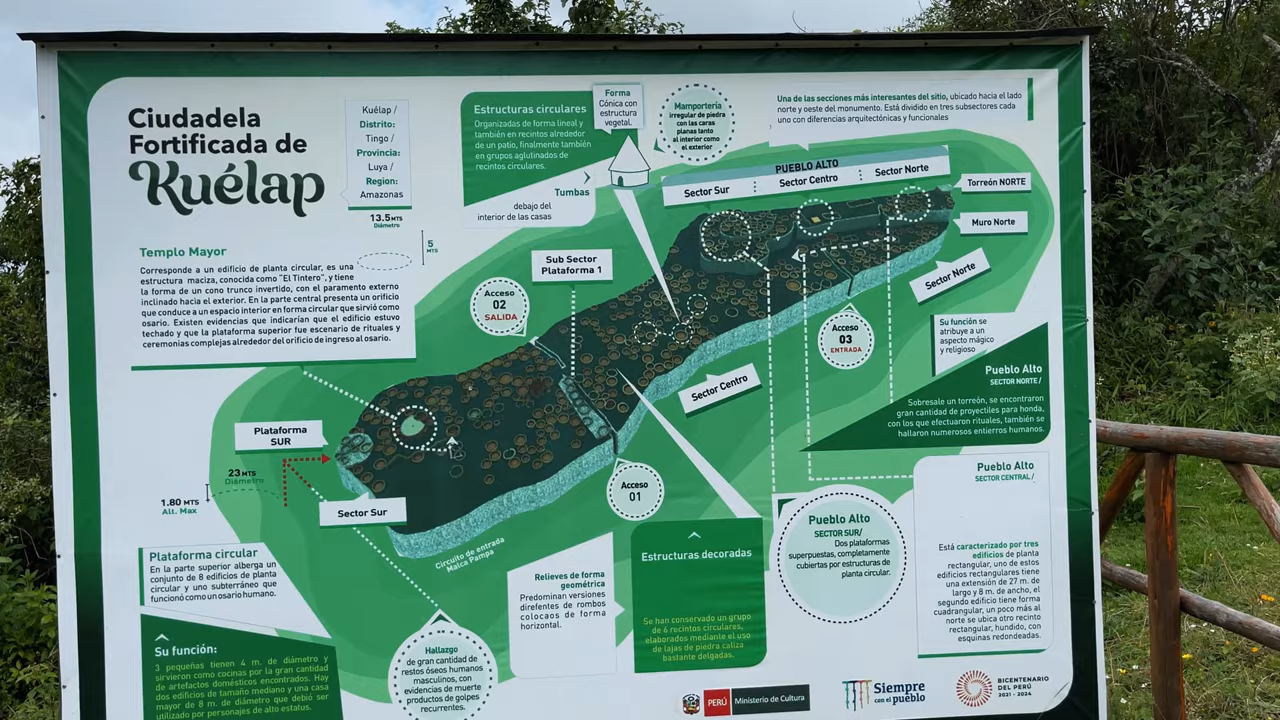 Ciudadela
Fortificada de
Kuélap
Kuélap /
Distrito:
Tingo /
Provincia:
Luya /
Region:
Amazonas
13.5 MTS
Diámetro
5
MTS
Templo Mayor
Corresponde a un edificio de planta circular, es una
estructura maciza, conocida como "El Tintero", y tiene
la forma de un cono trunco invertido, con el paramento externo
inclinado hacia el exterior. En la parte central presenta un orificio
que conduce a un espacio interior en forma circular que sirvió como
osario. Existen evidencias que indicarían que el edificio estuvo
techado y que la plataforma superior fue escenario de rituales y
ceremonias complejas alrededor del orificio de ingreso al osario.
Estructuras circulares
Organizadas de forma lineal y
también en recintos alrededor
de un patio, finalmente también
en grupos aglutinados de
recintos circulares.
Tumbas
debajo del
interior de las casas
Forma
Cónica con
estructura
vegetal.
Mampostería
irregular de piedra
con las caras
planas tanto
al interior como
el exterior
Una de las secciones más interesantes del sitio, ubicado hacia el lado
norte y oeste del monumento. Está dividido en tres subsectores cada
uno con diferencias arquitectónicas y funcionales
PUEBLO ALTO
Sector Sur
Sector Centro
Sector Norte
Torreón NORTE
Muro Norte
Sector Norte
Sub Sector
Plataforma 1
Acceso
02
SALIDA
Acceso
03
ENTRADA
Sector Centro
Su función se
atribuye a un
aspecto mágico
y religioso
Pueblo Alto
SECTOR NORTE /
Sobresale un torreón, se encontraron
gran cantidad de proyectiles para honda,
con los que efectuaron rituales, también se
hallaron numerosos entierros humanos.
Plataforma
SUR
23 MTS
Diámetro
1.80 MTS
Alt. Max
Sector Sur
Acceso
01
Circuito de entrada
Malca Pampa
Plataforma circular
En la parte superior alberga un
conjunto de 8 edificios de planta
circular y uno subterráneo que
funcionó como un osario humano.
Su función:
3 pequeñas tienen 4 m. de diámetro y
sirvieron como cocinas por la gran cantidad
de artefactos domésticos encontrados. Hay
dos edificios de tamaño mediano y una casa
mayor de 8 m. de diámetro que debió ser
utilizado por personajes de alto estatus.
Hallazgo
de gran cantidad de
restos óseos humanos
masculinos, con
evidencias de muerte
productos de golpes
recurrentes.
Relieves de forma
geométrica
Predominan versiones
direfentes de rombos
colocaos de forma
horizontal.
Estructuras decoradas
Se han conservado un grupo
de 6 recintos circulares,
elaborados mediante el uso
de lajas de piedra caliza
bastante delgadas.
Pueblo Alto
SECTOR SUR/
Dos plataformas
superpuestas, completamente
cubiertas por estructuras de
planta circular.
Pueblo Alto
SECTOR CENTRAL /
Está caracterizado por tres
edificios de planta
rectangular, uno de estos
edificios rectangulares tiene
una extensión de 27 m. de
largo y 8 m. de ancho, el
segundo edificio tiene forma
cuadrangular, un poco más al
norte se ubica otro recinto
rectangular, hundido, con
esquinas redondeadas.
PERÚ
Ministerio de Cultura
Siempre
con el pueblo
BICENTENARIO
DEL PERÚ
2021 - 2024